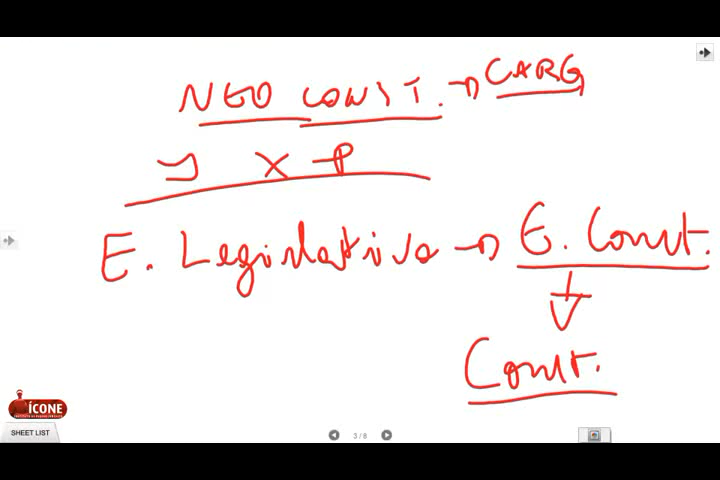 NEO CONST. → CARG
J X P
E. Legislativo → E. Const.
↓
Const.
ÍCONE
SHEET LIST
3 / 8